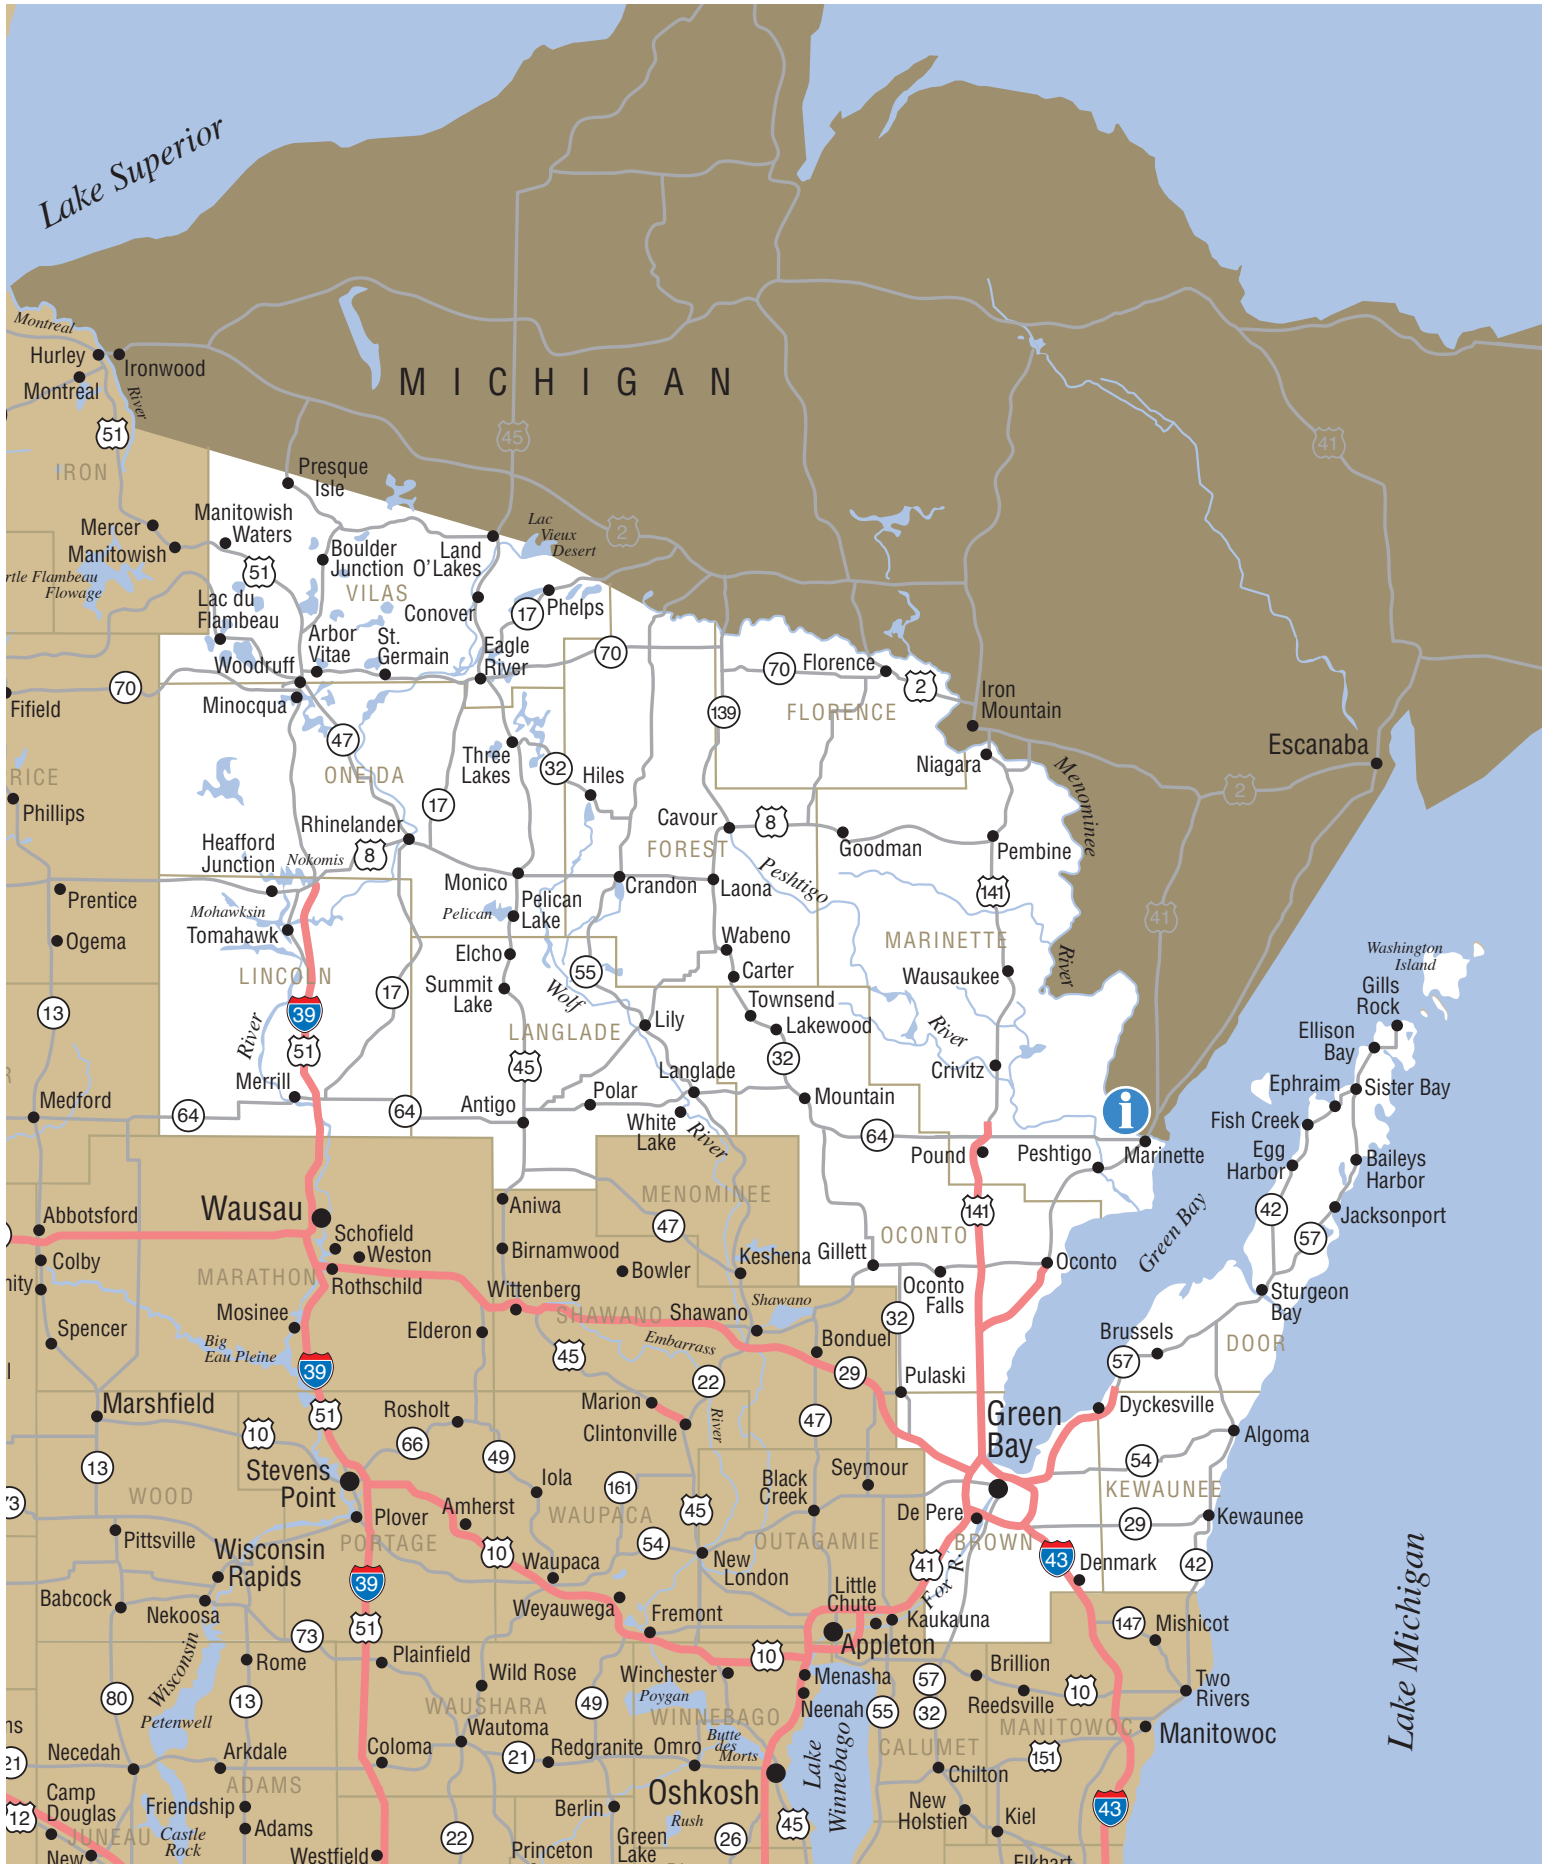 Lake Superior
MICHIGAN
Montreal
River
Hurley
Ironwood
Montreal
51
IRON
45
41
2
Presque
Isle
Mercer
Manitowish
Manitowish
Waters
51
Boulder
Junction
Land
O'Lakes
Lac
Vieux
Desert
rtle Flambeau
Flowage
VILAS
Lac du
Flambeau
Conover
17
Phelps
Arbor
Vitae
St.
Germain
Eagle
River
Woodruff
70
70
70
Florence
2
Fifield
Minocqua
139
FLORENCE
Iron
Mountain
47
Three
Lakes
32
Hiles
Niagara
Menominee
River
Escanaba
2
RICE
ONEIDA
Phillips
17
Rhinelander
Cavour
8
Goodman
Pembine
Heafford
Junction
Nokomis
8
FOREST
Peshtigo
River
Monico
Crandon
Laona
141
41
Prentice
Mohawksin
Tomahawk
Pelican
Pelican
Lake
Ogema
Elcho
Wabeno
MARINETTE
Washington
Island
LINCOLN
Summit
Lake
55
Carter
Wausaukee
Gills
Rock
17
Wolf
River
Townsend
13
39
51
River
LANGLADE
Lily
Lakewood
Ellison
Bay
45
32
Crivitz
Merrill
Langlade
Ephraim
Sister Bay
Medford
64
64
Antigo
Polar
Mountain
i
White
Lake
64
Fish Creek
Pound
Peshtigo
Marinette
Egg
Harbor
Baileys
Harbor
MENOMINEE
Abbotsford
Wausau
Aniwa
47
OCONTO
141
Green Bay
42
Jacksonport
57
Schofield
Weston
Colby
Birnamwood
Bowler
Keshena
Gillett
Oconto
nity
MARATHON
Rothschild
Oconto
Falls
Sturgeon
Bay
Wittenberg
Mosinee
SHAWANO
Shawano
Shawano
Spencer
Big
Eau Pleine
Elderon
Embarrass
River
Bonduel
32
Brussels
DOOR
39
45
29
57
22
Marshfield
51
Rosholt
Marion
Pulaski
Dyckesville
10
66
Clintonville
47
Green
Bay
Algoma
13
49
Stevens
Point
Iola
161
Black
Creek
Seymour
54
73
WOOD
Plover
Amherst
WAUPACA
45
De Pere
KEWAUNEE
Pittsville
PORTAGE
54
OUTAGAMIE
BROWN
29
Kewaunee
Wisconsin
Rapids
10
Waupaca
New
London
41
Fox R.
43
Denmark
42
39
Babcock
Nekoosa
Weyauwega
Little
Chute
Kaukauna
73
51
Fremont
147
Mishicot
Wisconsin
Rome
Plainfield
Appleton
10
Wild Rose
Winchester
Menasha
57
Brillion
80
13
WAUSHARA
49
Poygan
Neenah
55
32
Reedsville
10
Two
Rivers
Petenwell
Wautoma
WINNEBAGO
MANITOWOC
Manitowoc
ns
21
Necedah
Arkdale
Coloma
21
Redgranite
Omro
Butte
des
Morts
CALUMET
151
Lake
Winnebago
Chilton
Camp
Douglas
ADAMS
Oshkosh
12
Friendship
Berlin
Rush
New
Holstien
Kiel
43
JUNEAU
Castle
Rock
Adams
22
Green
Lake
26
45
New
Westfield
Princeton
Elkhart
Lake Michigan